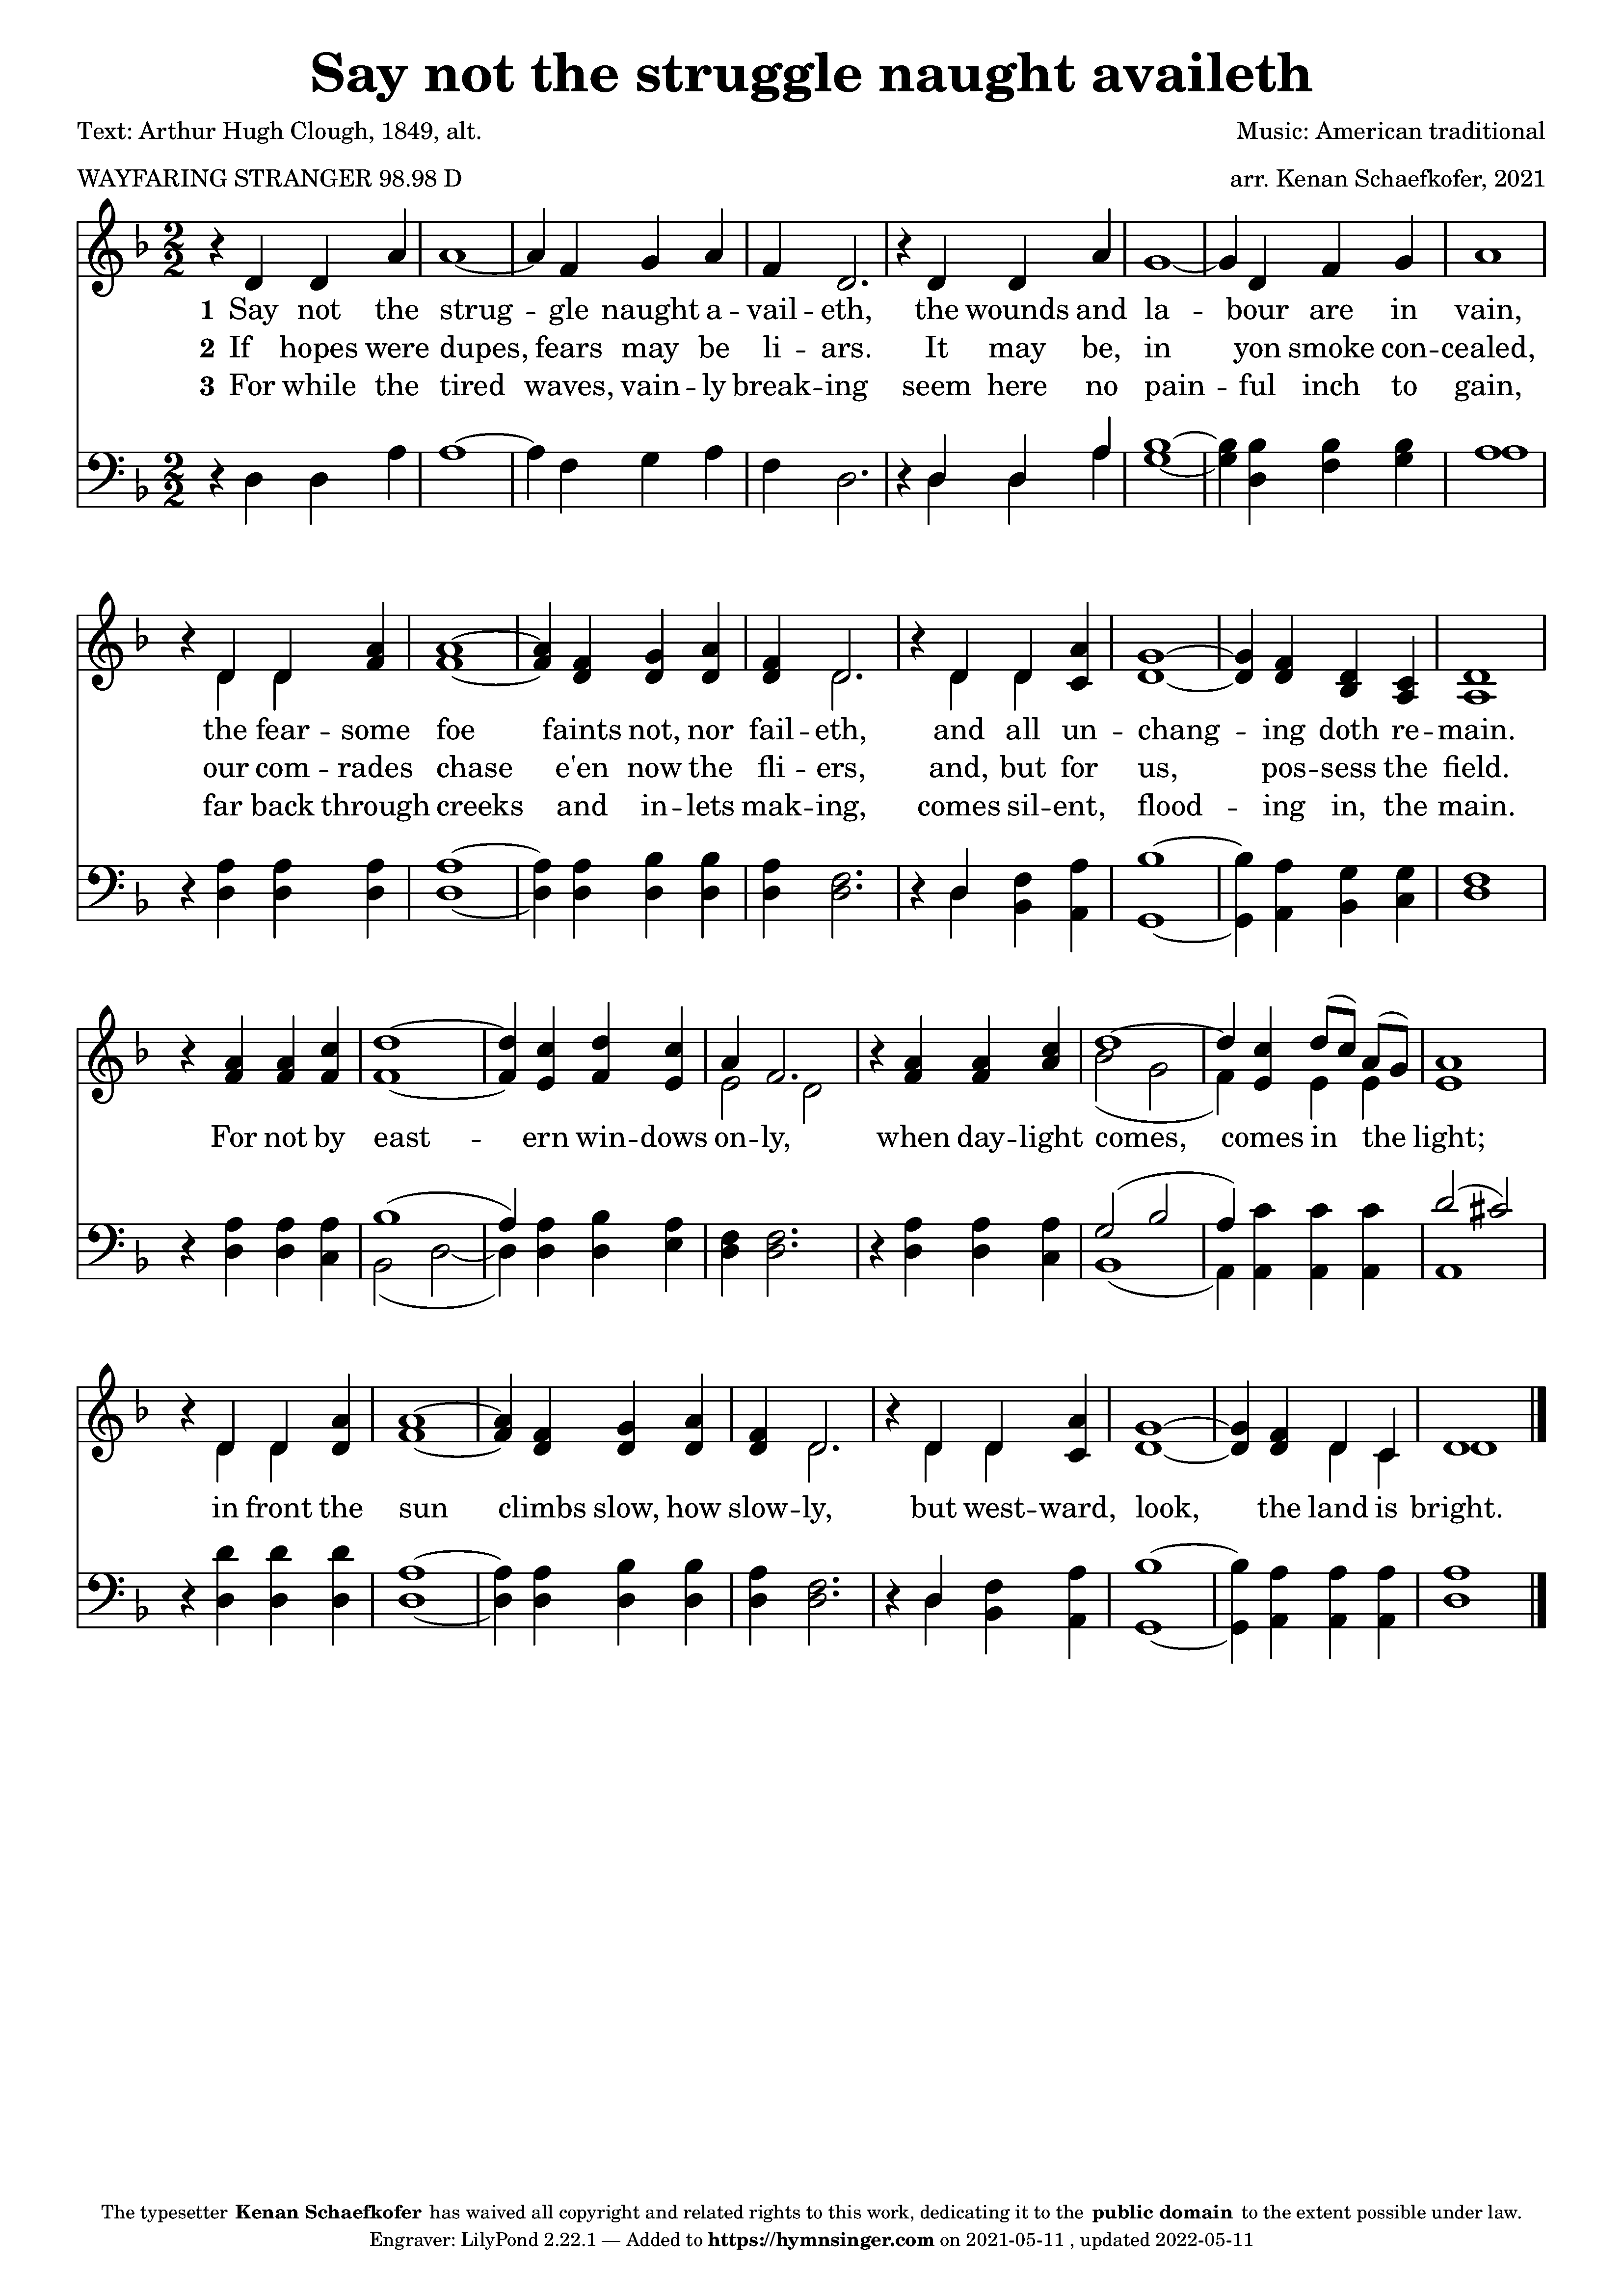 Say not the struggle naught availeth
Text: Arthur Hugh Clough, 1849, alt.
Music: American traditional
WAYFARING STRANGER 98.98 D
arr. Kenan Schaefkofer, 2021
1 Say not the strug -- gle naught a -- vail -- eth, the wounds and la -- bour are in vain,
2 If hopes were dupes, fears may be li -- ars. It may be, in yon smoke con -- cealed,
3 For while the tired waves, vain -- ly break -- ing seem here no pain -- ful inch to gain,
the fear -- some foe faints not, nor fail -- eth, and all un -- chang -- ing doth re -- main.
our com -- rades chase e'en now the fli -- ers, and, but for us, pos -- sess the field.
far back through creeks and in -- lets mak -- ing, comes sil -- ent, flood -- ing in, the main.
For not by east -- ern win -- dows on -- ly, when day -- light comes, comes in the light;
in front the sun climbs slow, how slow -- ly, but west -- ward, look, the land is bright.
The typesetter Kenan Schaefkofer has waived all copyright and related rights to this work, dedicating it to the public domain to the extent possible under law.
Engraver: LilyPond 2.22.1 — Added to https://hymnsinger.com on 2021-05-11 , updated 2022-05-11